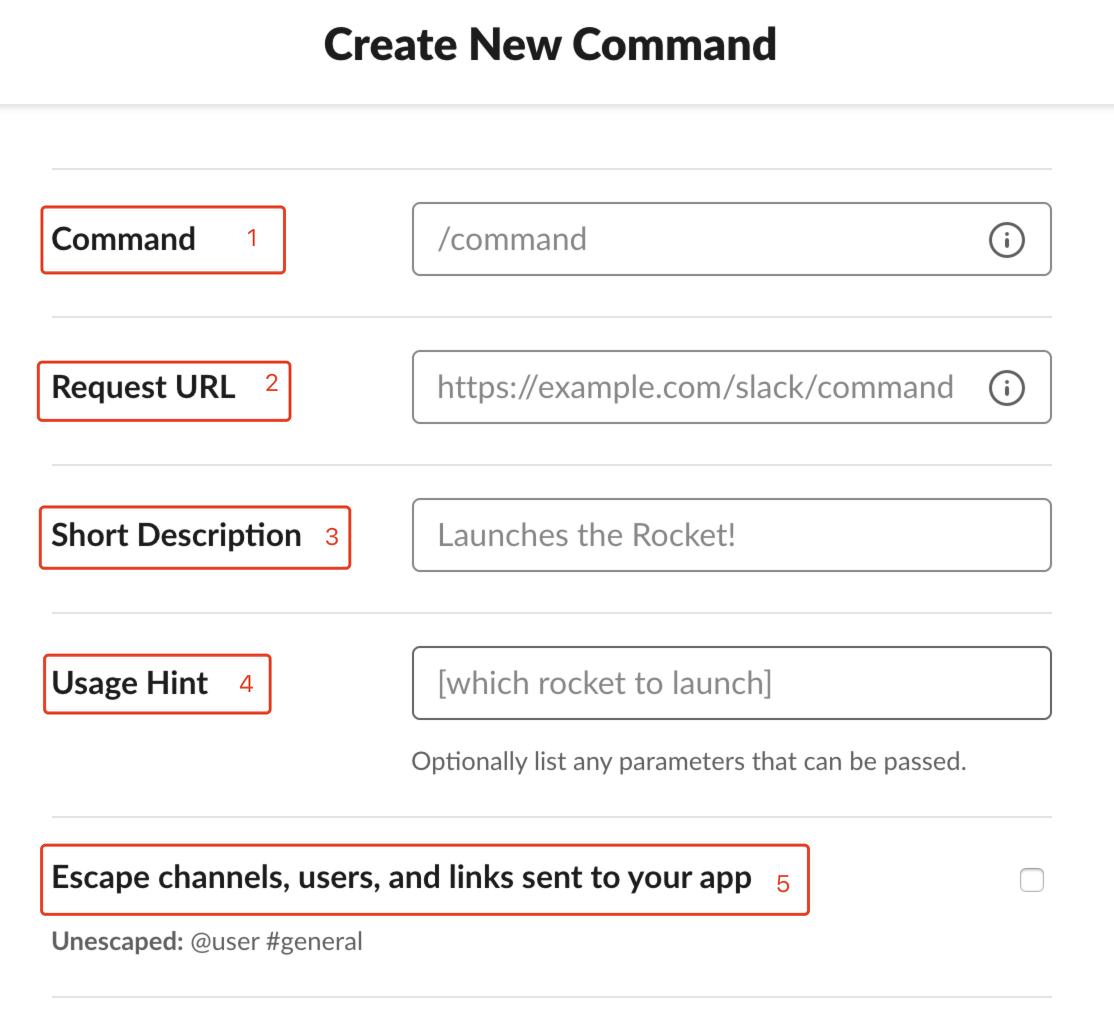 Create New Command
Command 1
/command
Request URL 2
https://example.com/slack/command
Short Description 3
Launches the Rocket!
Usage Hint 4
[which rocket to launch]
Optionally list any parameters that can be passed.
Escape channels, users, and links sent to your app 5
Unescaped: @user #general